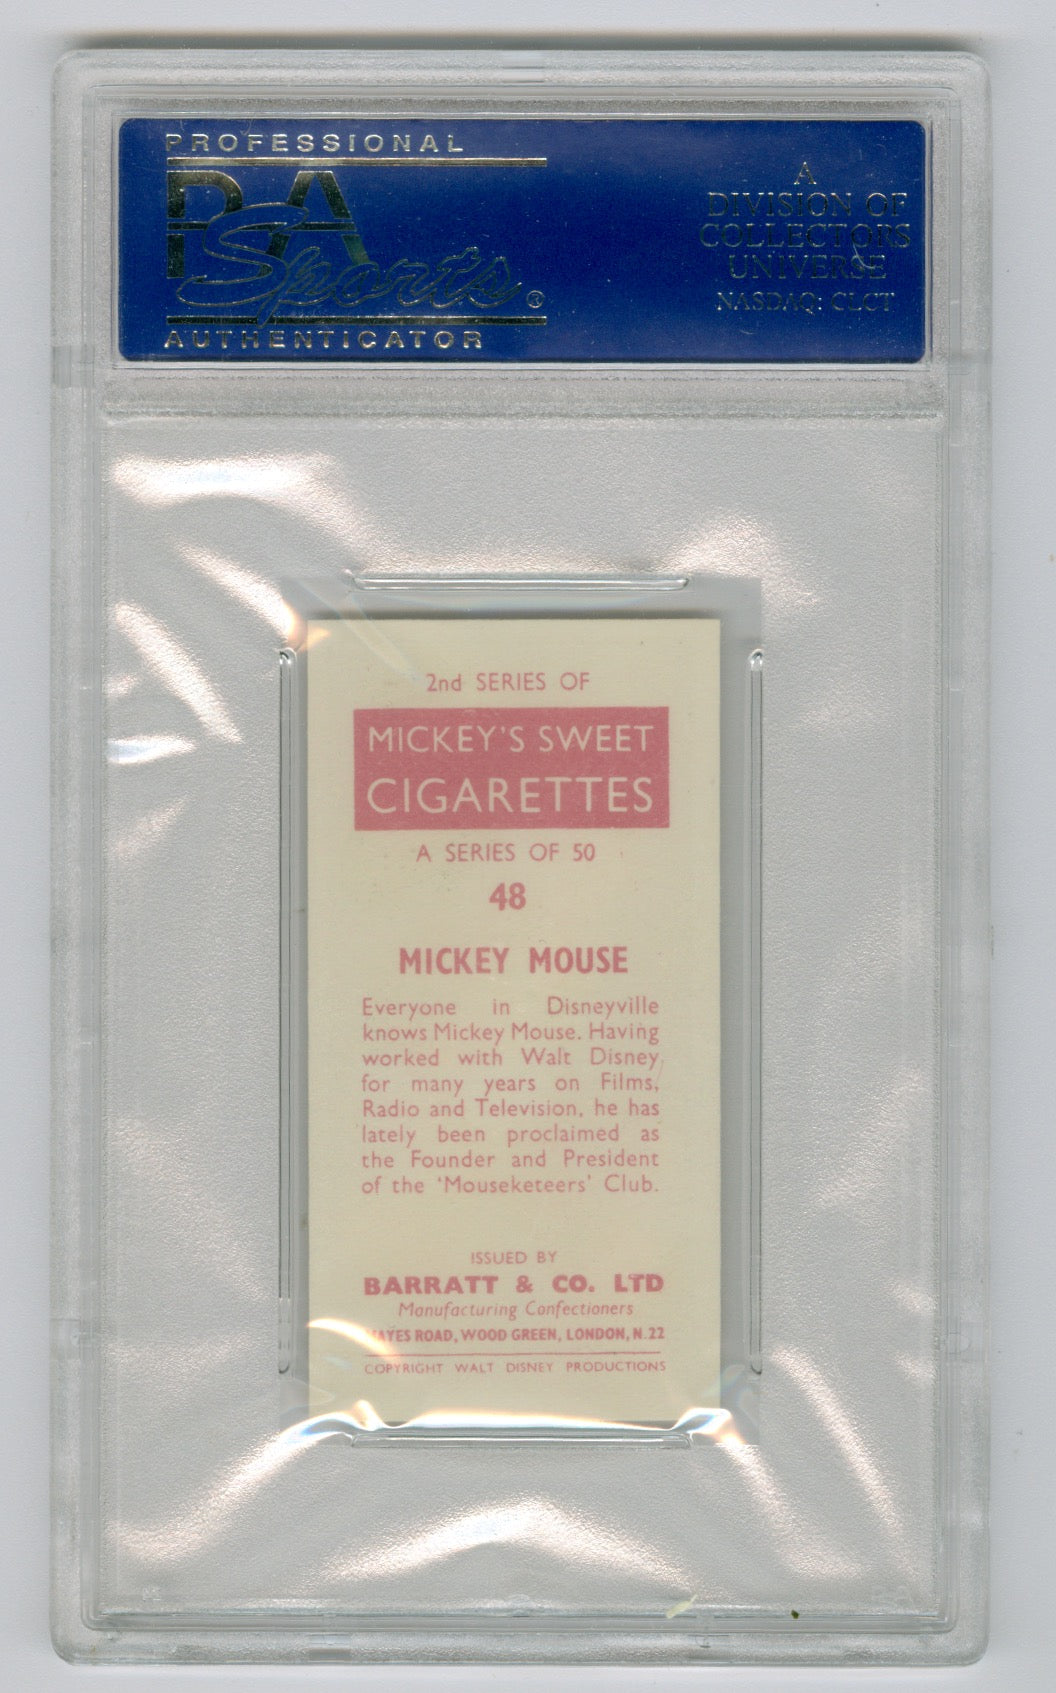 PROFESSIONAL
PSA
Sports®
AUTHENTICATOR
A
DIVISION OF
COLLECTORS
UNIVERSE
NASDAQ: CLCT
2nd SERIES OF
MICKEY'S SWEET
CIGARETTES
A SERIES OF 50
48
MICKEY MOUSE
Everyone in Disneyville
knows Mickey Mouse. Having
worked with Walt Disney
for many years on Films,
Radio and Television, he has
lately been proclaimed as
the Founder and President
of the 'Mouseketeers' Club.
ISSUED BY
BARRATT & CO. LTD
Manufacturing Confectioners
MAYES ROAD, WOOD GREEN, LONDON, N.22
COPYRIGHT WALT DISNEY PRODUCTIONS